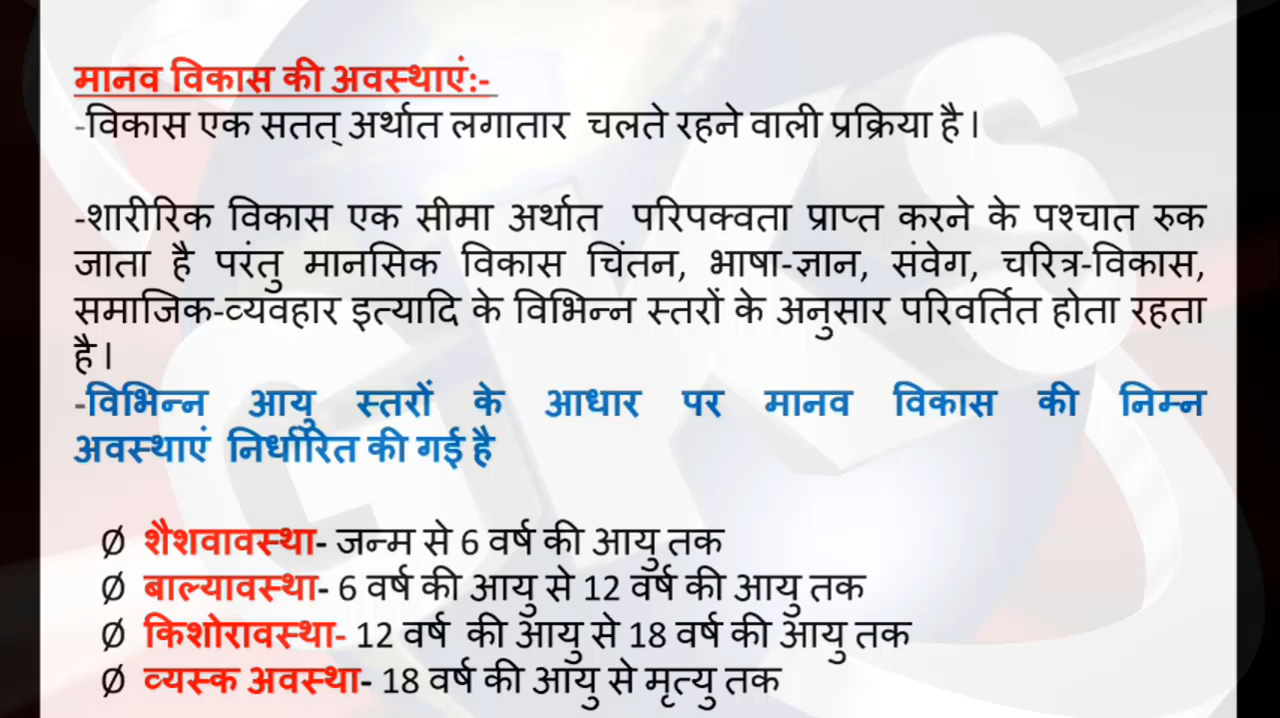 मानव विकास की अवस्थाएं:-
-विकास एक सतत् अर्थात लगातार चलते रहने वाली प्रक्रिया है।
-शारीरिक विकास एक सीमा अर्थात परिपक्वता प्राप्त करने के पश्चात रुक
जाता है परंतु मानसिक विकास चिंतन, भाषा-ज्ञान, संवेग, चरित्र-विकास,
समाजिक-व्यवहार इत्यादि के विभिन्न स्तरों के अनुसार परिवर्तित होता रहता
है।
-विभिन्न आयु स्तरों के आधार पर मानव विकास की निम्न
अवस्थाएं निर्धारित की गई है
Ø शैशवावस्था- जन्म से 6 वर्ष की आयु तक
Ø बाल्यावस्था- 6 वर्ष की आयु से 12 वर्ष की आयु तक
Ø किशोरावस्था- 12 वर्ष की आयु से 18 वर्ष की आयु तक
Ø व्यस्क अवस्था- 18 वर्ष की आयु से मृत्यु तक